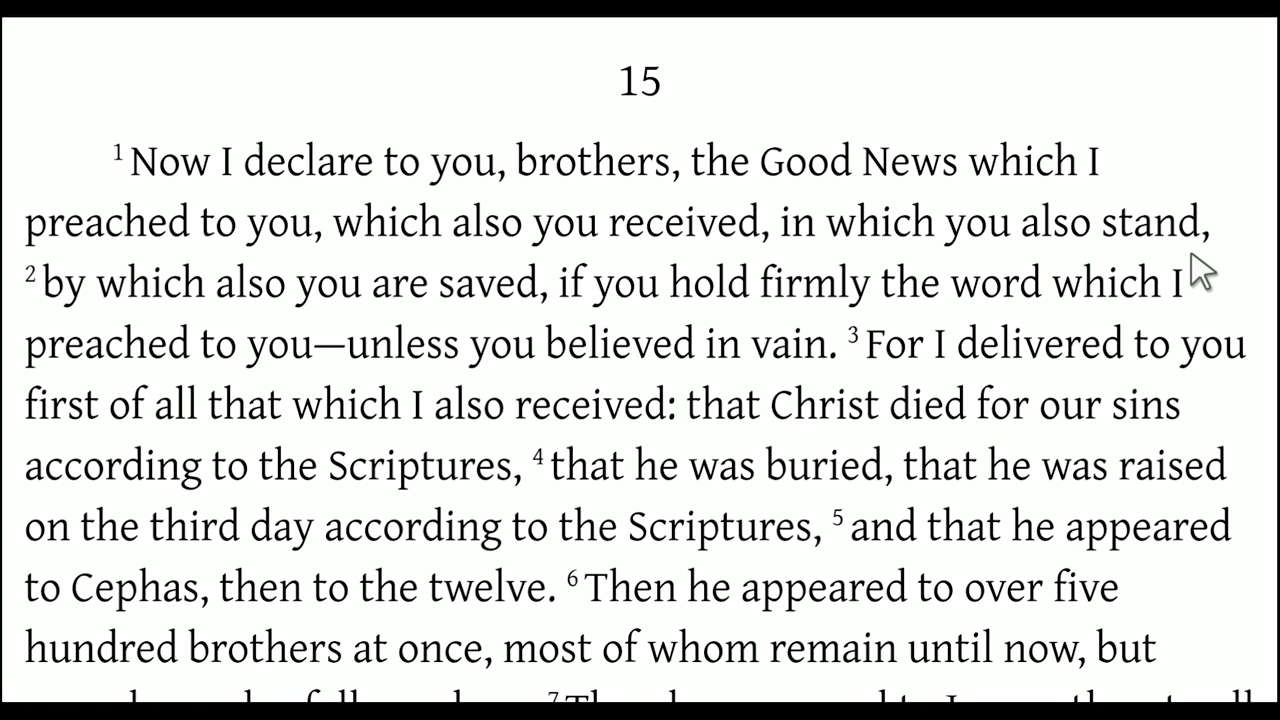 15
1 Now I declare to you, brothers, the Good News which I
preached to you, which also you received, in which you also stand,
2 by which also you are saved, if you hold firmly the word which I
preached to you—unless you believed in vain. 3 For I delivered to you
first of all that which I also received: that Christ died for our sins
according to the Scriptures, 4 that he was buried, that he was raised
on the third day according to the Scriptures, 5 and that he appeared
to Cephas, then to the twelve. 6 Then he appeared to over five
hundred brothers at once, most of whom remain until now, but